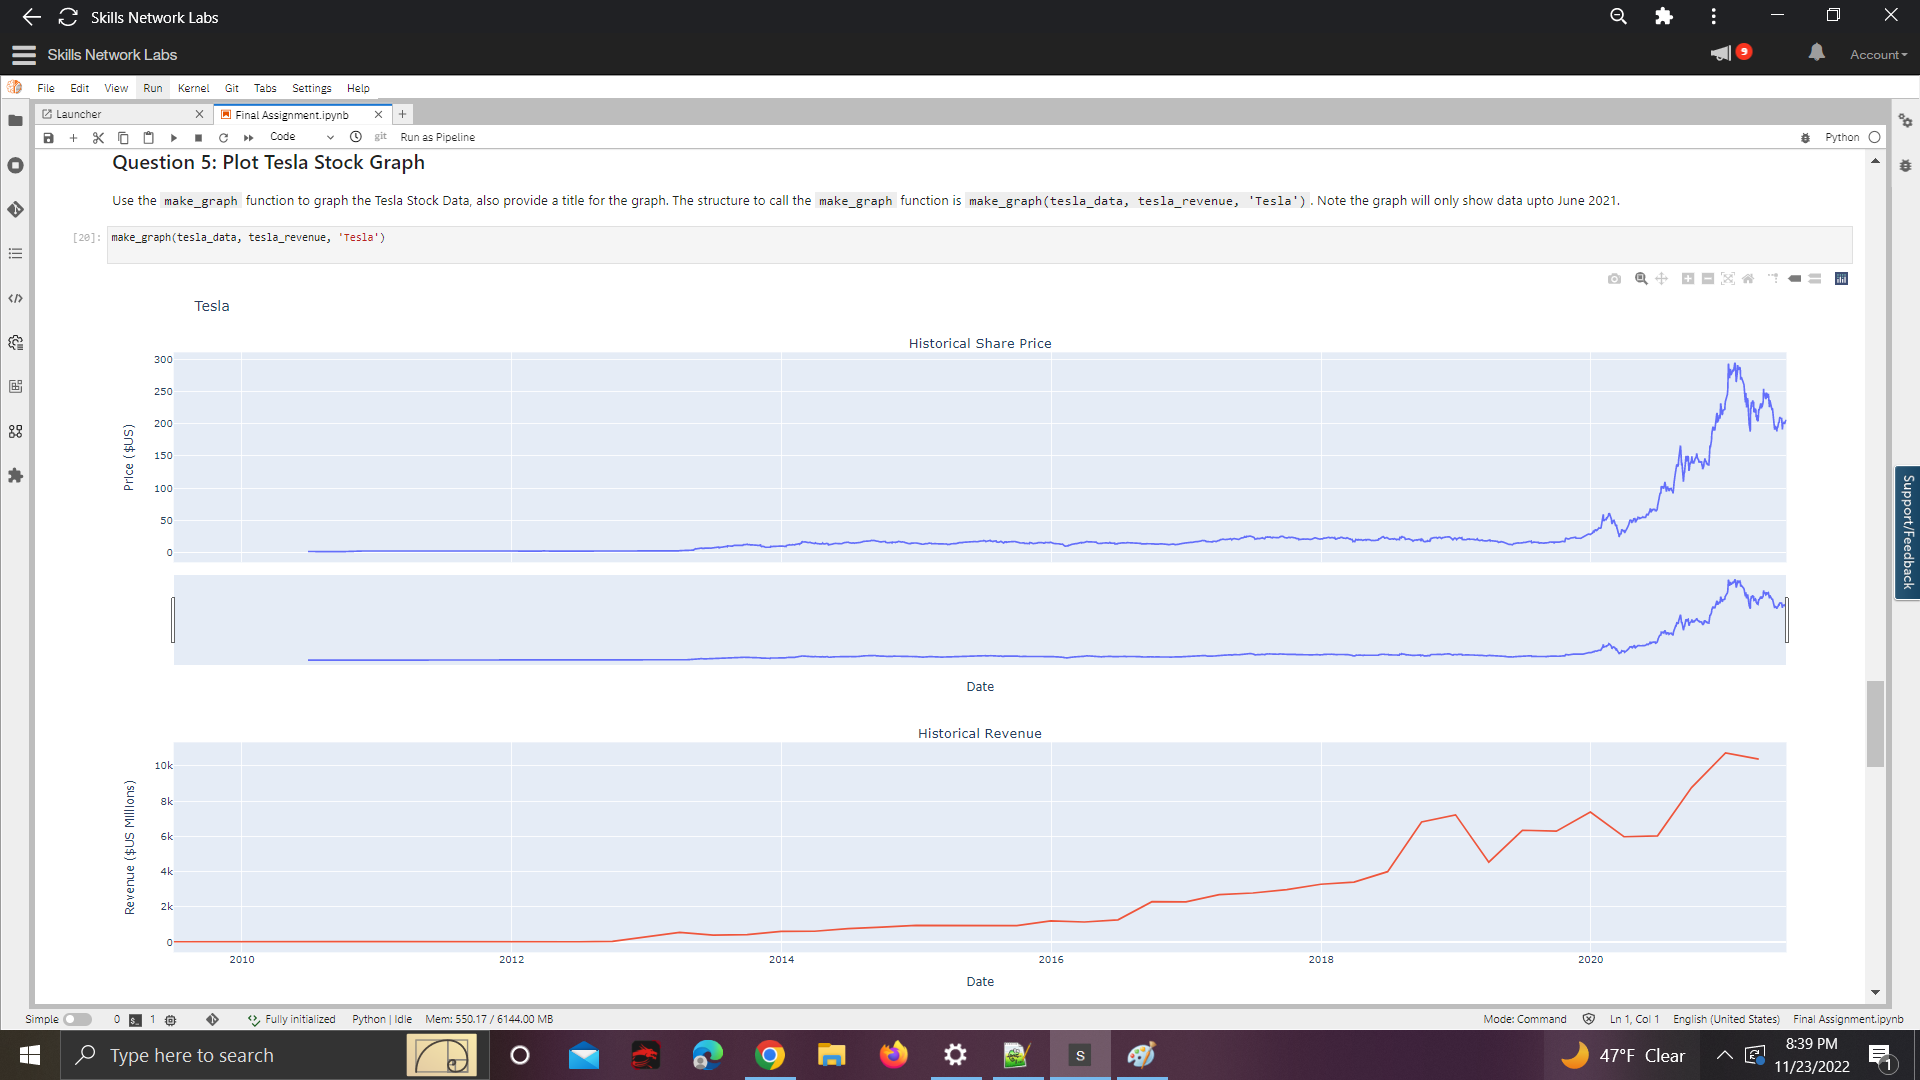 Skills Network Labs
Skills Network Labs
9
Account
File Edit View Run Kernel Git Tabs Settings Help
Launcher
Final Assignment.ipynb
Code
git
Run as Pipeline
Python
Question 5: Plot Tesla Stock Graph
Use the make_graph function to graph the Tesla Stock Data, also provide a title for the graph. The structure to call the make_graph function is make_graph(tesla_data, tesla_revenue, 'Tesla'). Note the graph will only show data upto June 2021.
[20]: make_graph(tesla_data, tesla_revenue, 'Tesla')
Tesla
Historical Share Price
300
250
200
150
100
50
0
Price ($US)
Date
Historical Revenue
10k
8k
6k
4k
2k
0
Revenue ($US Millions)
2010 2012 2014 2016 2018 2020
Date
Support/Feedback
Simple 0 1 Fully initialized Python | Idle Mem: 550.17 / 6144.00 MB
Mode: Command Ln 1, Col 1 English (United States) Final Assignment.ipynb
Type here to search
S
47°F Clear
8:39 PM
11/23/2022
1